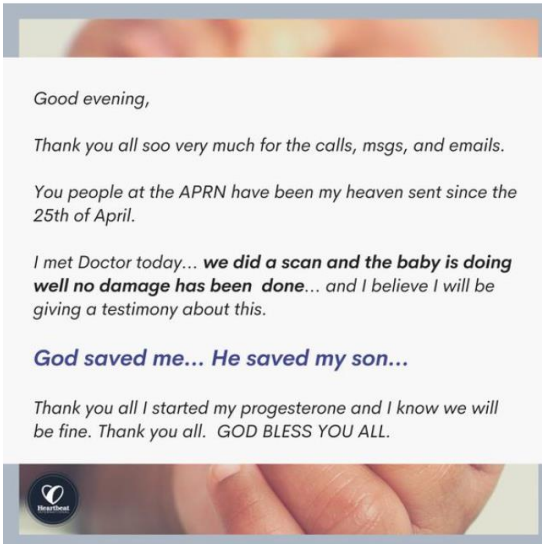 Good evening,
Thank you all soo very much for the calls, msgs, and emails.
You people at the APRN have been my heaven sent since the
25th of April.
I met Doctor today... we did a scan and the baby is doing
well no damage has been done... and I believe I will be
giving a testimony about this.
God saved me... He saved my son...
Thank you all I started my progesterone and I know we will
be fine. Thank you all. GOD BLESS YOU ALL.
Heartbeat